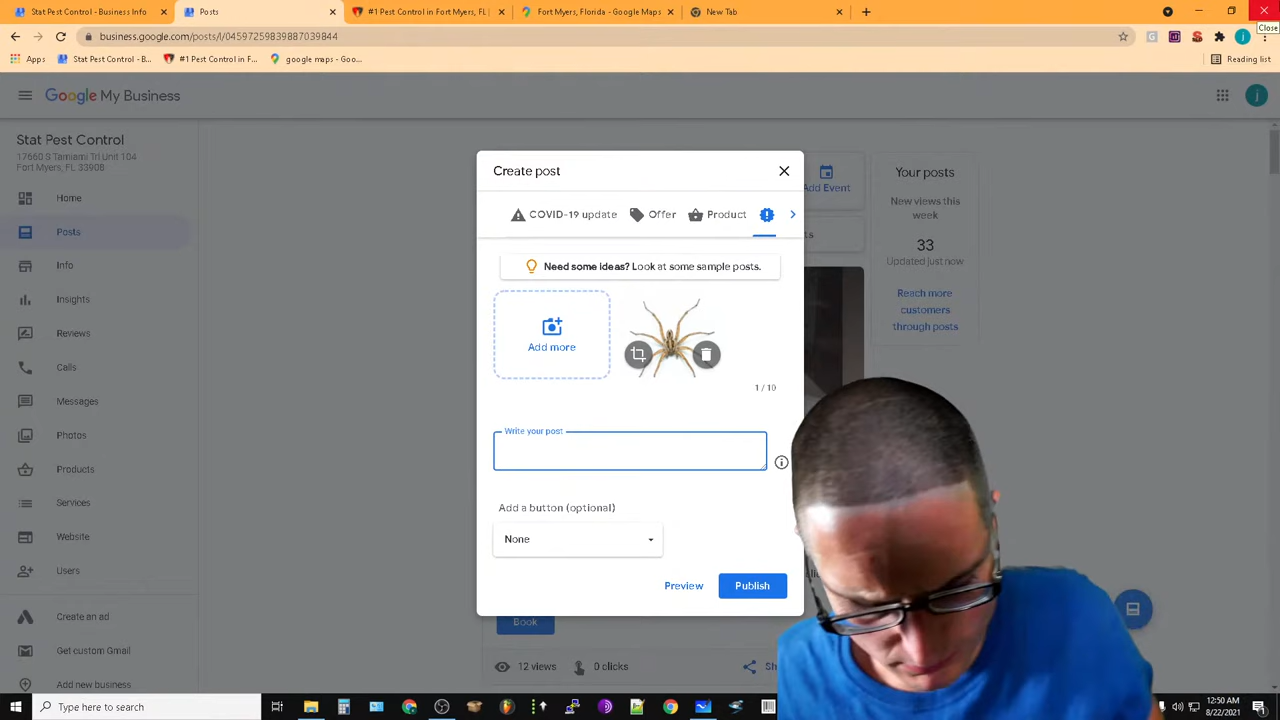 Stat Pest Control - Business Info
Posts
#1 Pest Control in Fort Myers, FL |
Fort Myers, Florida - Google Maps
New Tab
Close
business.google.com/posts/l/04597259839887039844
Apps
Stat Pest Control - B...
#1 Pest Control in F...
google maps - Goo...
Reading list
Google My Business
j
j
Stat Pest Control
17660 S Tamiami Trl Unit 104
Fort Myers, FL 33908
Home
Posts
Info
Insights
Reviews
Calls
Messages
Photos
Products
Services
Website
Users
Create an ad
Get custom Gmail
Add new business
Create post
COVID-19 update
Offer
Product
Need some ideas? Look at some sample posts.
Add more
1 / 10
Write your post
Add a button (optional)
None
Preview
Publish
Add Event
Your posts
New views this
week
33
Updated just now
Reach more
customers
through posts
Book
12 views
0 clicks
Sh
Type here to search
12:50 AM
8/22/2021